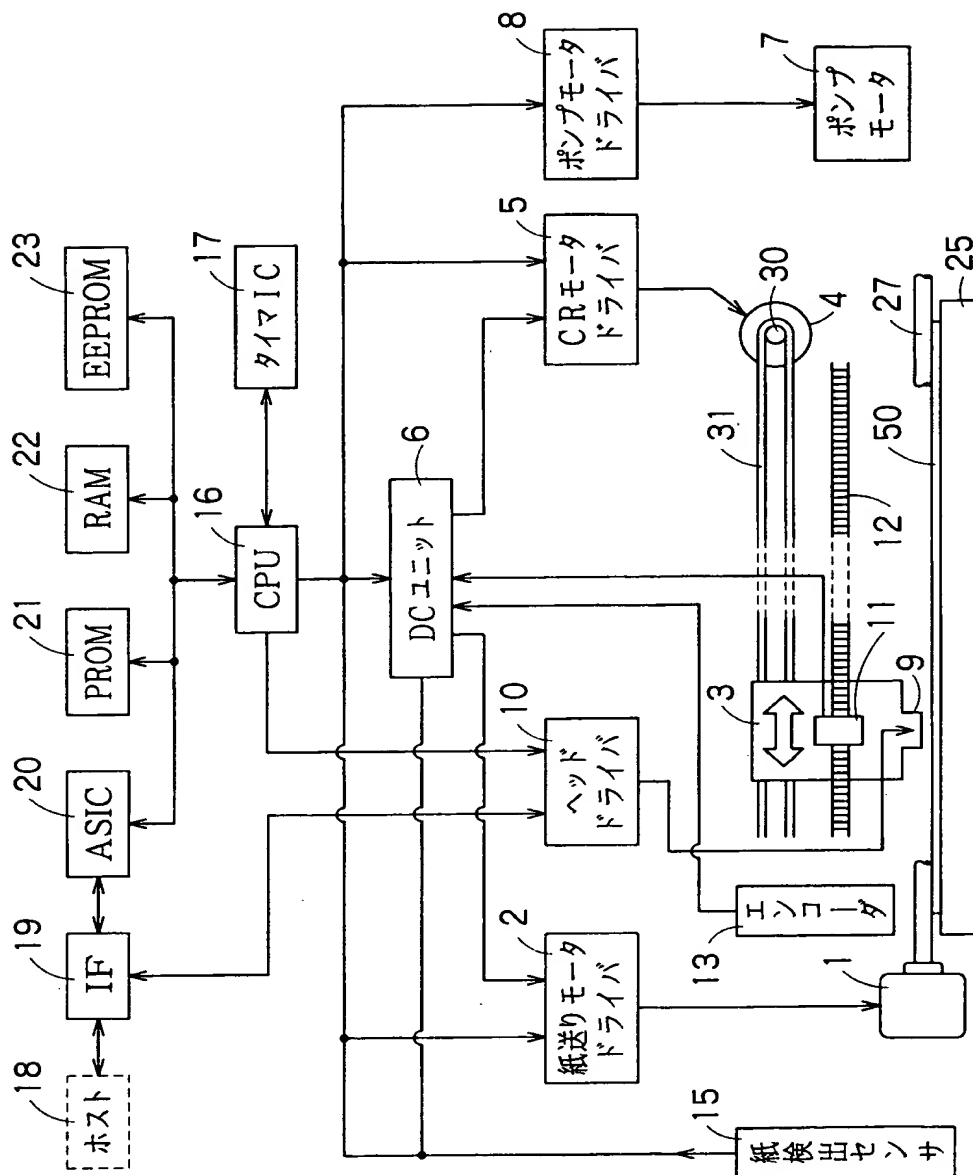 18
ホスト
19
IF
20
ASIC
21
PROM
22
RAM
23
EEPROM
16
CPU
17
タイマIC
6
DCユニット
2
紙送りモータ
ドライバ
10
ヘッド
ドライバ
5
CRモータ
ドライバ
8
ポンプモータ
ドライバ
7
ポンプ
モータ
15
紙検出センサ
13
エンコーダ
1
3
11
9
31
12
30
4
50
27
25